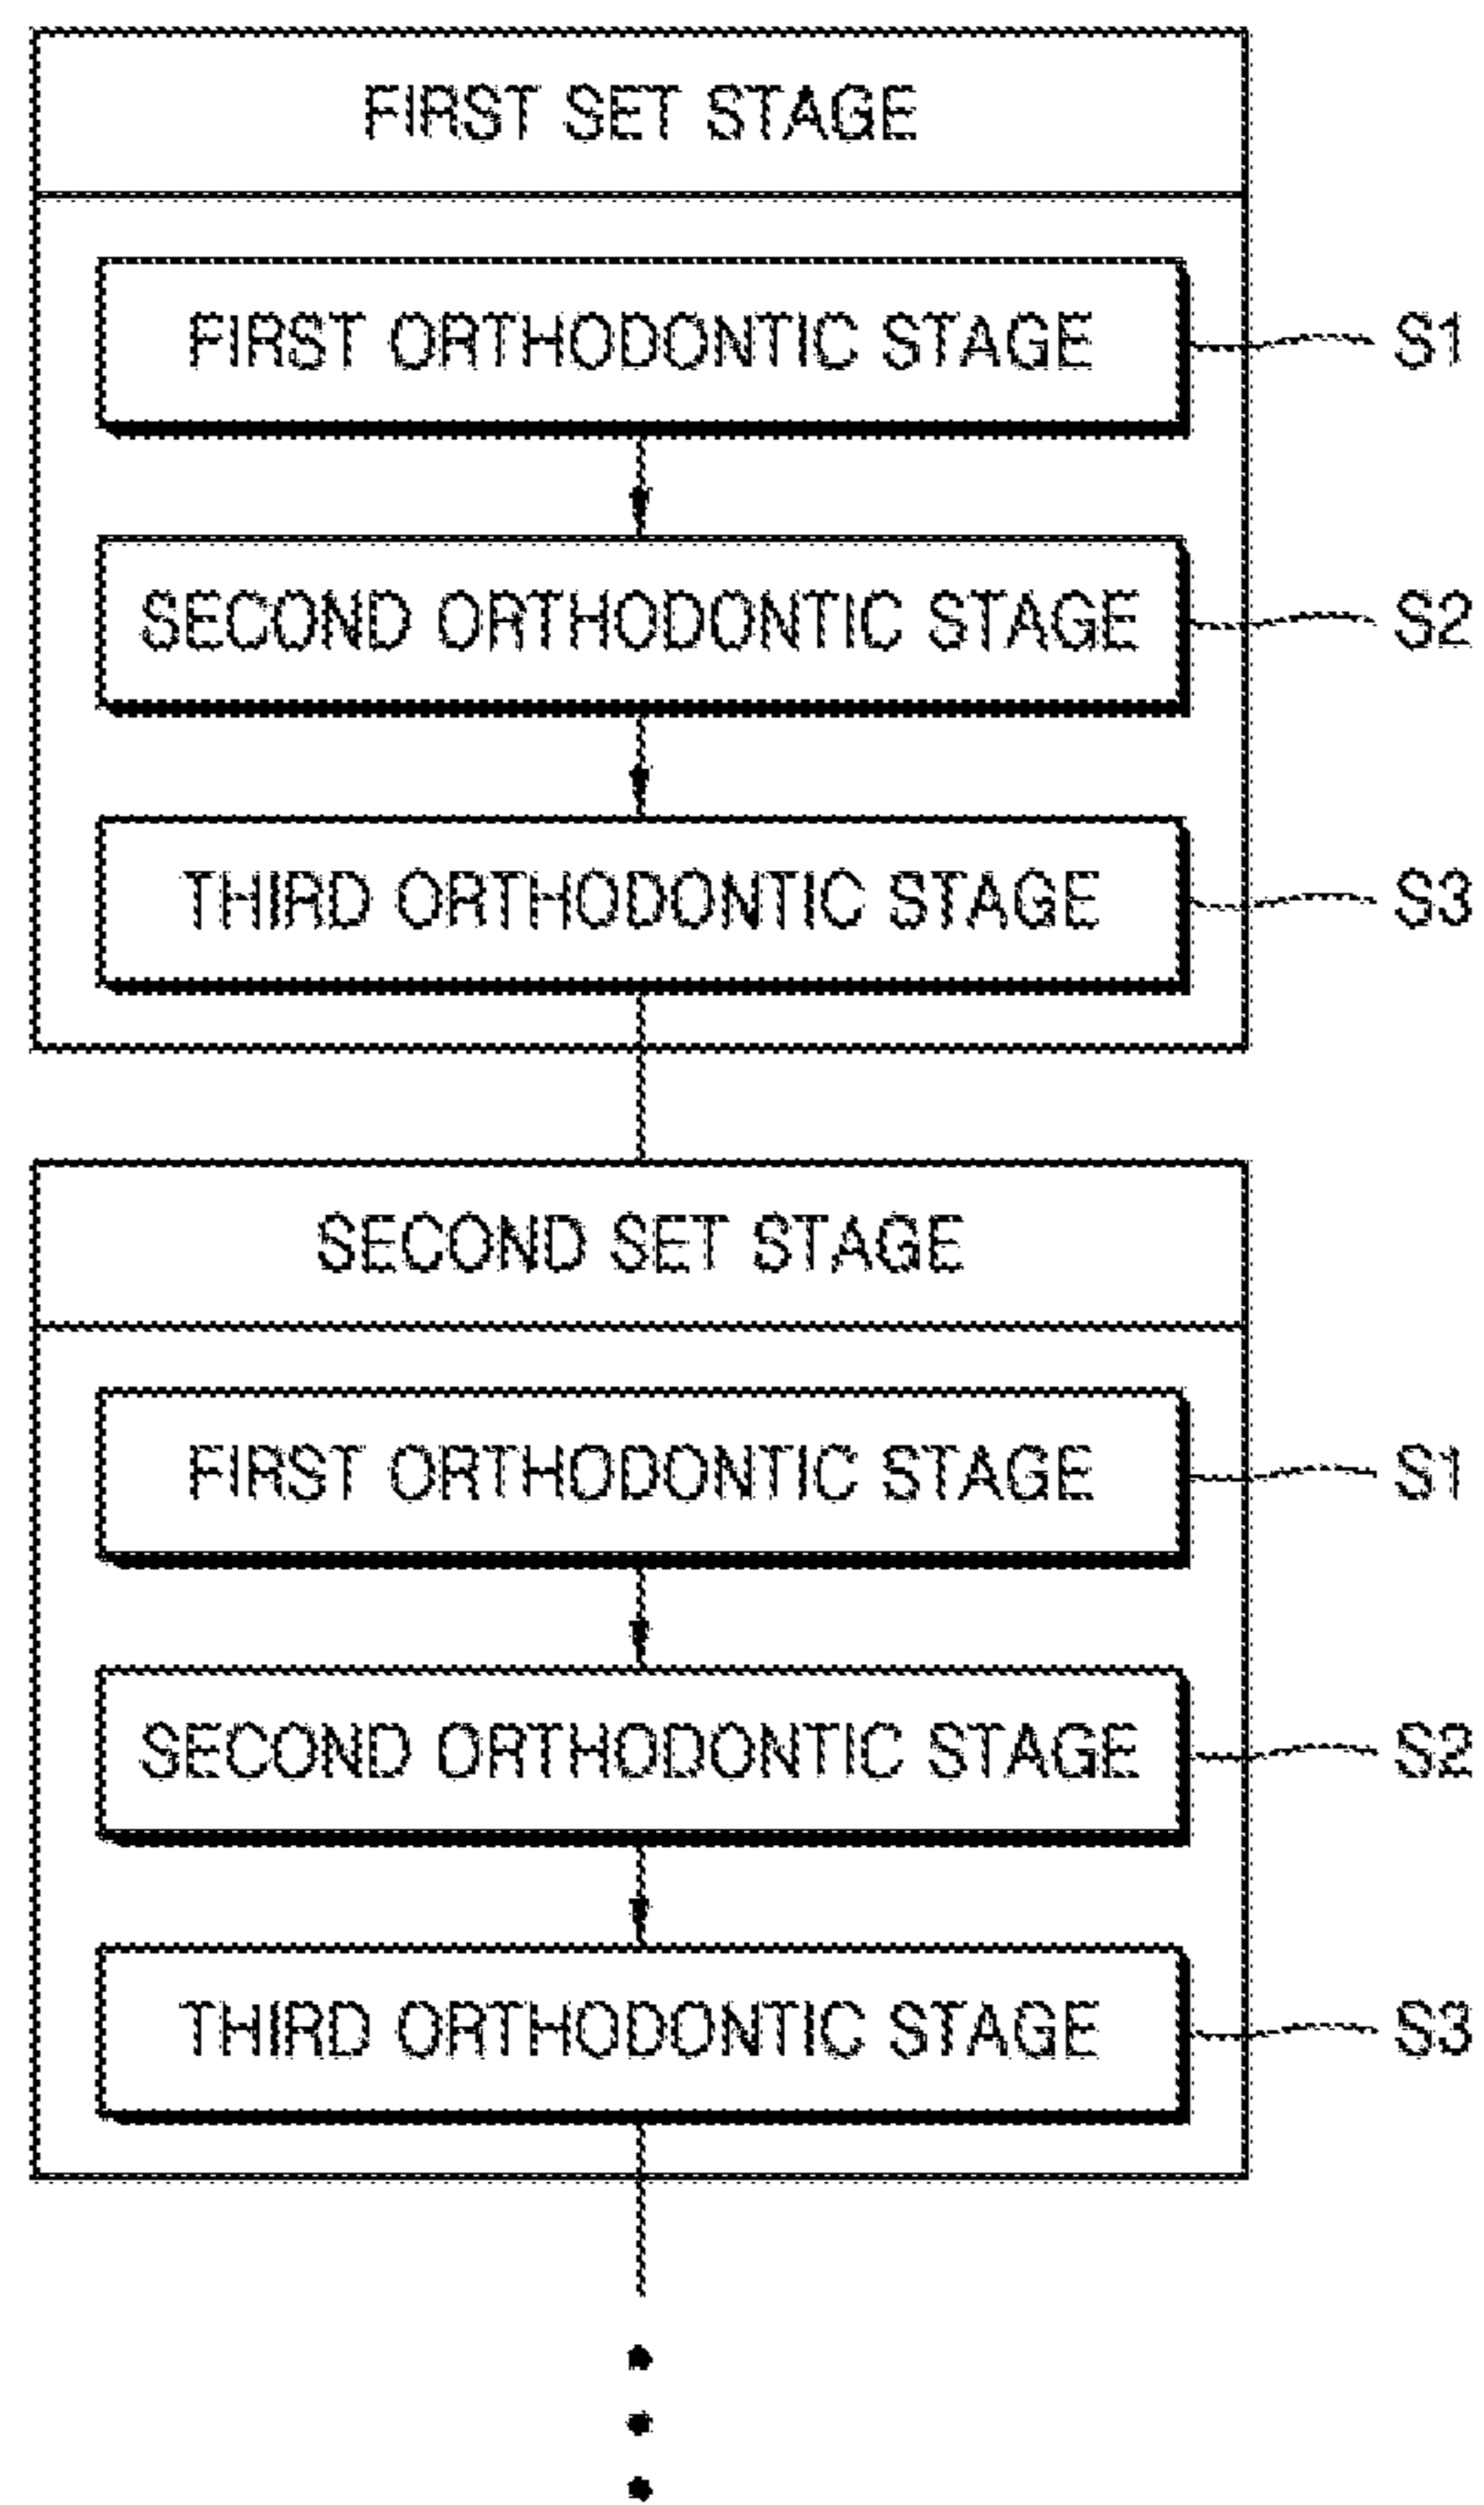 FIRST SET STAGE
FIRST ORTHODONTIC STAGE S1
SECOND ORTHODONTIC STAGE S2
THIRD ORTHODONTIC STAGE S3
SECOND SET STAGE
FIRST ORTHODONTIC STAGE S1
SECOND ORTHODONTIC STAGE S2
THIRD ORTHODONTIC STAGE S3